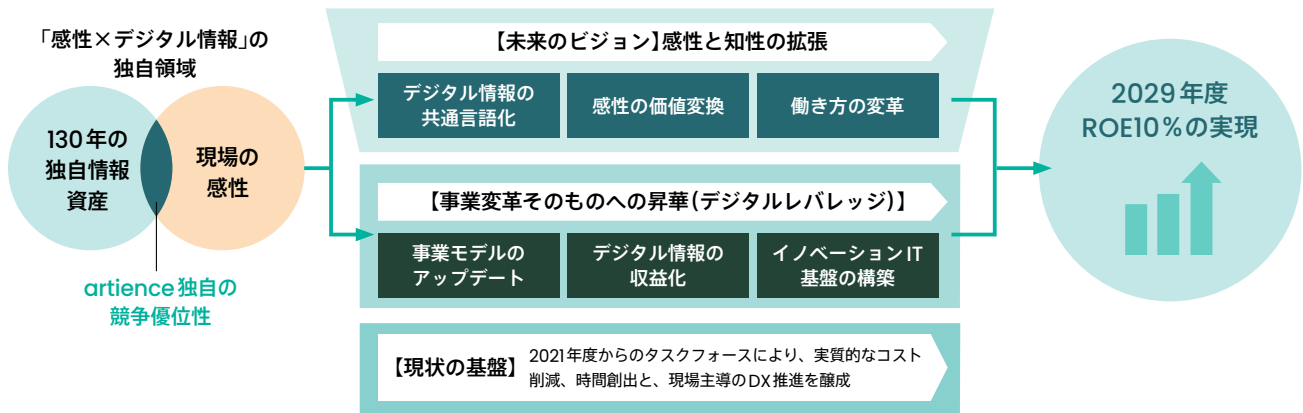 「感性×デジタル情報」の
独自領域
130年の
独自情報
資産
現場の
感性
artience独自の
競争優位性
【未来のビジョン】感性と知性の拡張
デジタル情報の
共通言語化
感性の価値変換
働き方の変革
【事業変革そのものへの昇華(デジタルレバレッジ)】
事業モデルの
アップデート
デジタル情報の
収益化
イノベーションIT
基盤の構築
【現状の基盤】
2021年度からのタスクフォースにより、実質的なコスト
削減、時間創出と、現場主導のDX推進を醸成
2029年度
ROE10%の実現